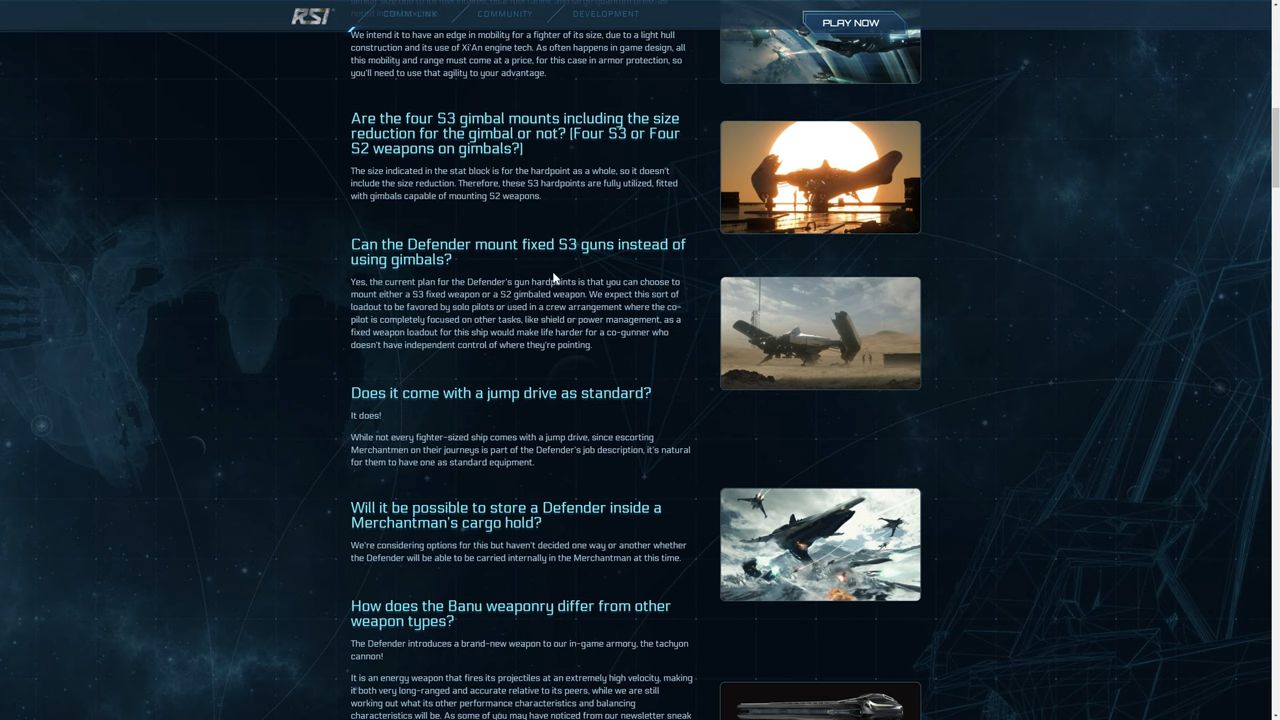 RSI
COMM-LINK
COMMUNITY
DEVELOPMENT
PLAY NOW
We intend it to have an edge in mobility for a fighter of its size, due to a light hull
construction and its use of Xi'An engine tech. As often happens in game design, all
this mobility and range must come at a price, for this case in armor protection, so
you'll need to use that agility to your advantage.
Are the four S3 gimbal mounts including the size
reduction for the gimbal or not? [Four S3 or Four
S2 weapons on gimbals?]
The size indicated in the stat block is for the hardpoint as a whole, so it doesn't
include the size reduction. Therefore, these S3 hardpoints are fully utilized, fitted
with gimbals capable of mounting S2 weapons.
Can the Defender mount fixed S3 guns instead of
using gimbals?
Yes, the current plan for the Defender's gun hardpoints is that you can choose to
mount either a S3 fixed weapon or a S2 gimbaled weapon. We expect this sort of
loadout to be favored by solo pilots or used in a crew arrangement where the co-
pilot is completely focused on other tasks, like shield or power management, as a
fixed weapon loadout for this ship would make life harder for a co-gunner who
doesn't have independent control of where they're pointing.
Does it come with a jump drive as standard?
It does!
While not every fighter-sized ship comes with a jump drive, since escorting
Merchantmen on their journeys is part of the Defender's job description, it's natural
for them to have one as standard equipment.
Will it be possible to store a Defender inside a
Merchantman's cargo hold?
We're considering options for this but haven't decided one way or another whether
the Defender will be able to be carried internally in the Merchantman at this time.
How does the Banu weaponry differ from other
weapon types?
The Defender introduces a brand-new weapon to our in-game armory, the tachyon
cannon!
It is an energy weapon that fires its projectiles at an extremely high velocity, making
it both very long-ranged and accurate relative to its peers, while we are still
working out what its other performance characteristics and balancing
characteristics will be. As some of you may have noticed from our newsletter sneak